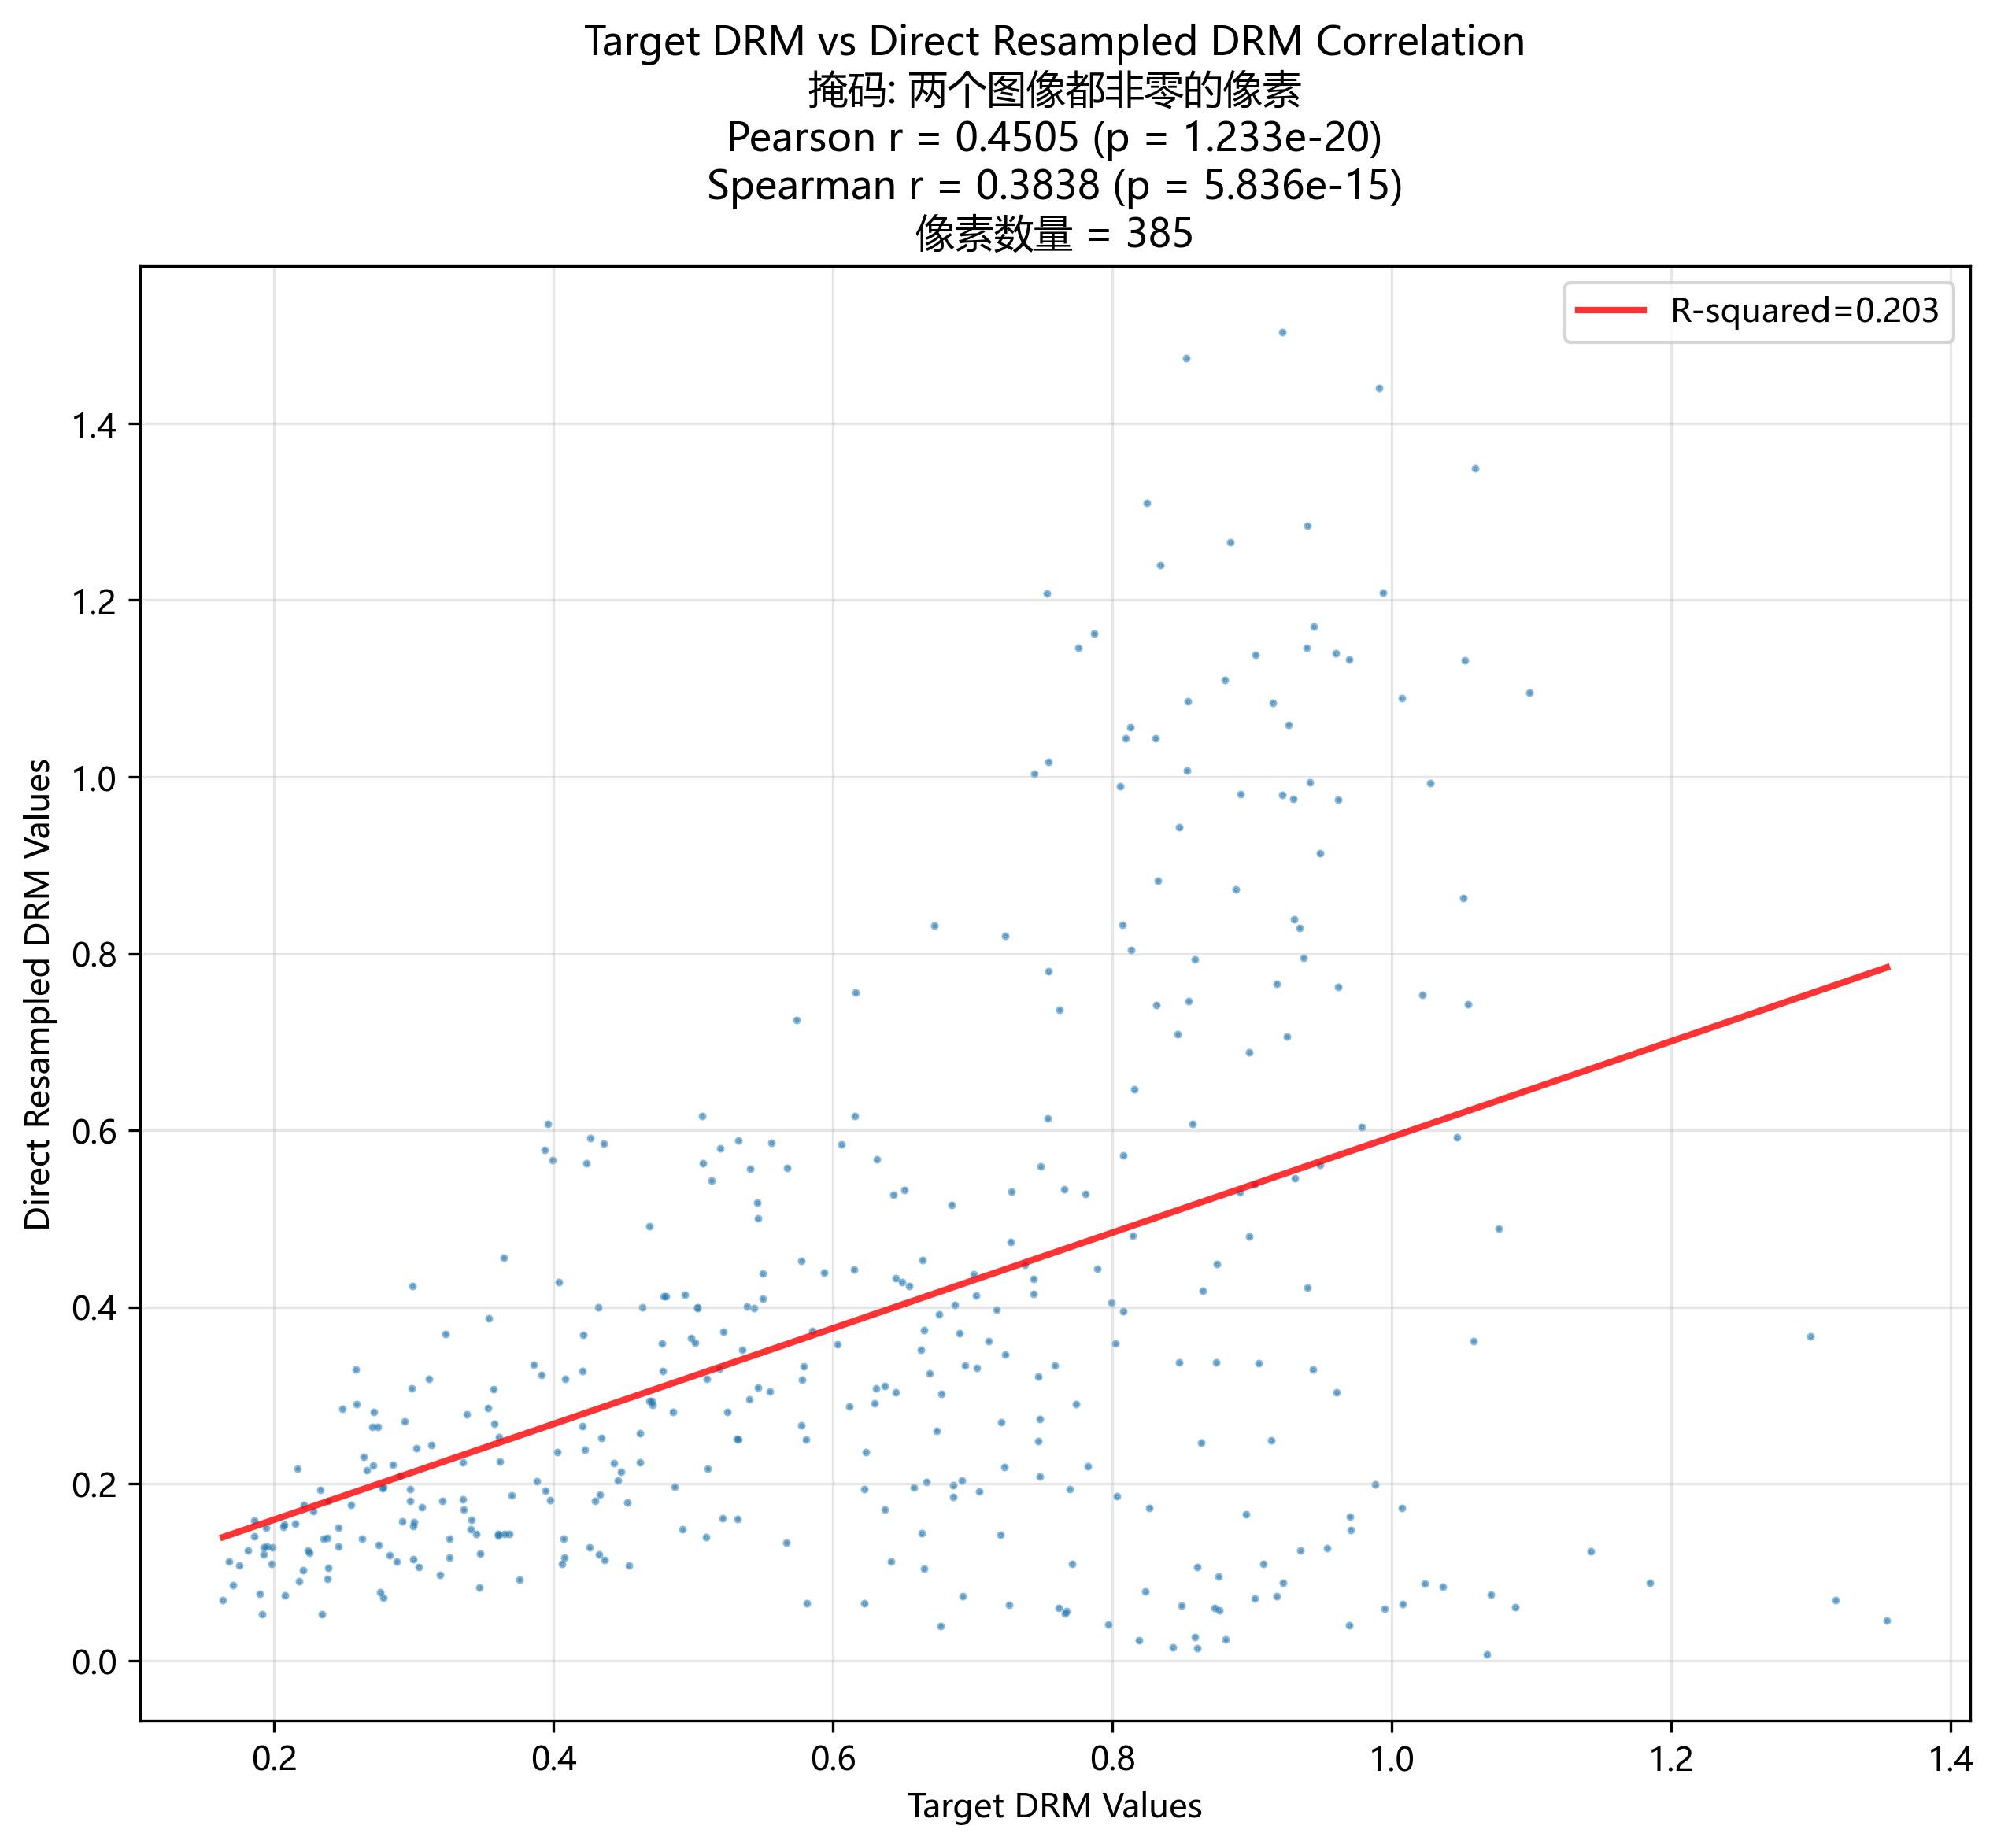 Target DRM vs Direct Resampled DRM Correlation
掩码: 两个图像都非零的像素
Pearson r = 0.4505 (p = 1.233e-20)
Spearman r = 0.3838 (p = 5.836e-15)
像素数量 = 385
R-squared=0.203
Direct Resampled DRM Values
1.4
1.2
1.0
0.8
0.6
0.4
0.2
0.0
0.2
0.4
0.6
0.8
1.0
1.2
1.4
Target DRM Values